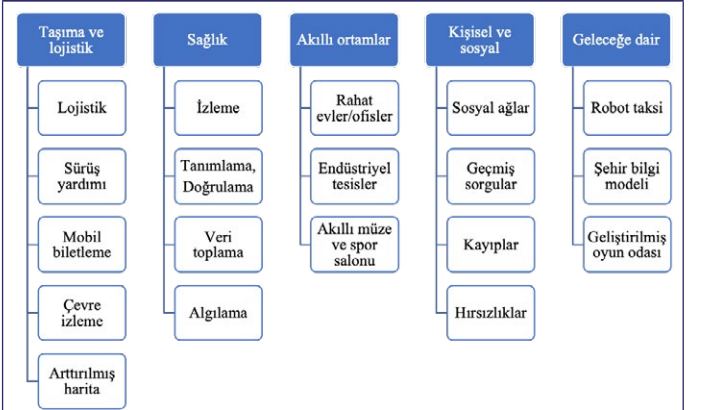 Taşıma ve
lojistik
Lojistik
Sürüş
yardımı
Mobil
biletleme
Çevre
izleme
Arttırılmış
harita
Sağlık
İzleme
Tanımlama,
Doğrulama
Veri
toplama
Algılama
Akıllı ortamlar
Rahat
evler/ofisler
Endüstriyel
tesisler
Akıllı müze
ve spor
salonu
Kişisel ve
sosyal
Sosyal ağlar
Geçmiş
sorgular
Kayıplar
Hırsızlıklar
Geleceğe dair
Robot taksi
Şehir bilgi
modeli
Geliştirilmiş
oyun odası